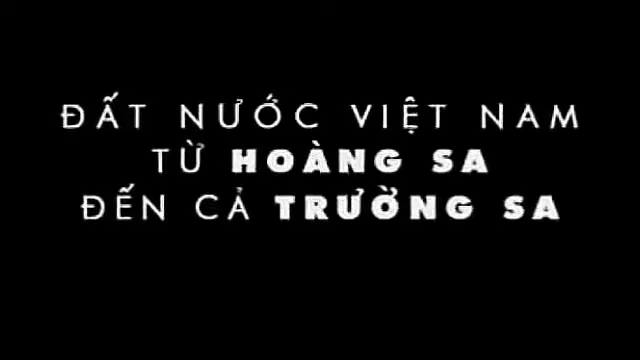 ĐẤT NƯỚC VIỆT NAM
TỪ HOÀNG SA
ĐẾN CẢ TRƯỜNG SA